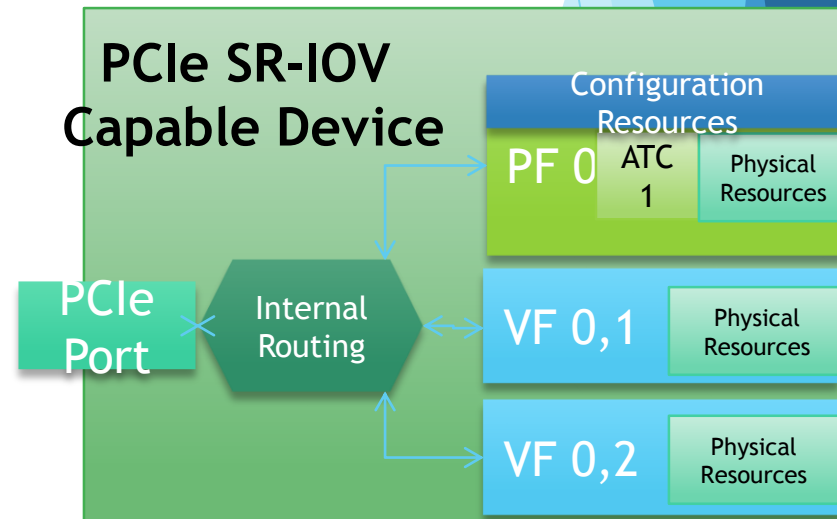 PCIe SR-IOV
Capable Device
Configuration
Resources
PF 0
ATC
1
Physical
Resources
PCIe
Port
Internal
Routing
VF 0,1
Physical
Resources
VF 0,2
Physical
Resources